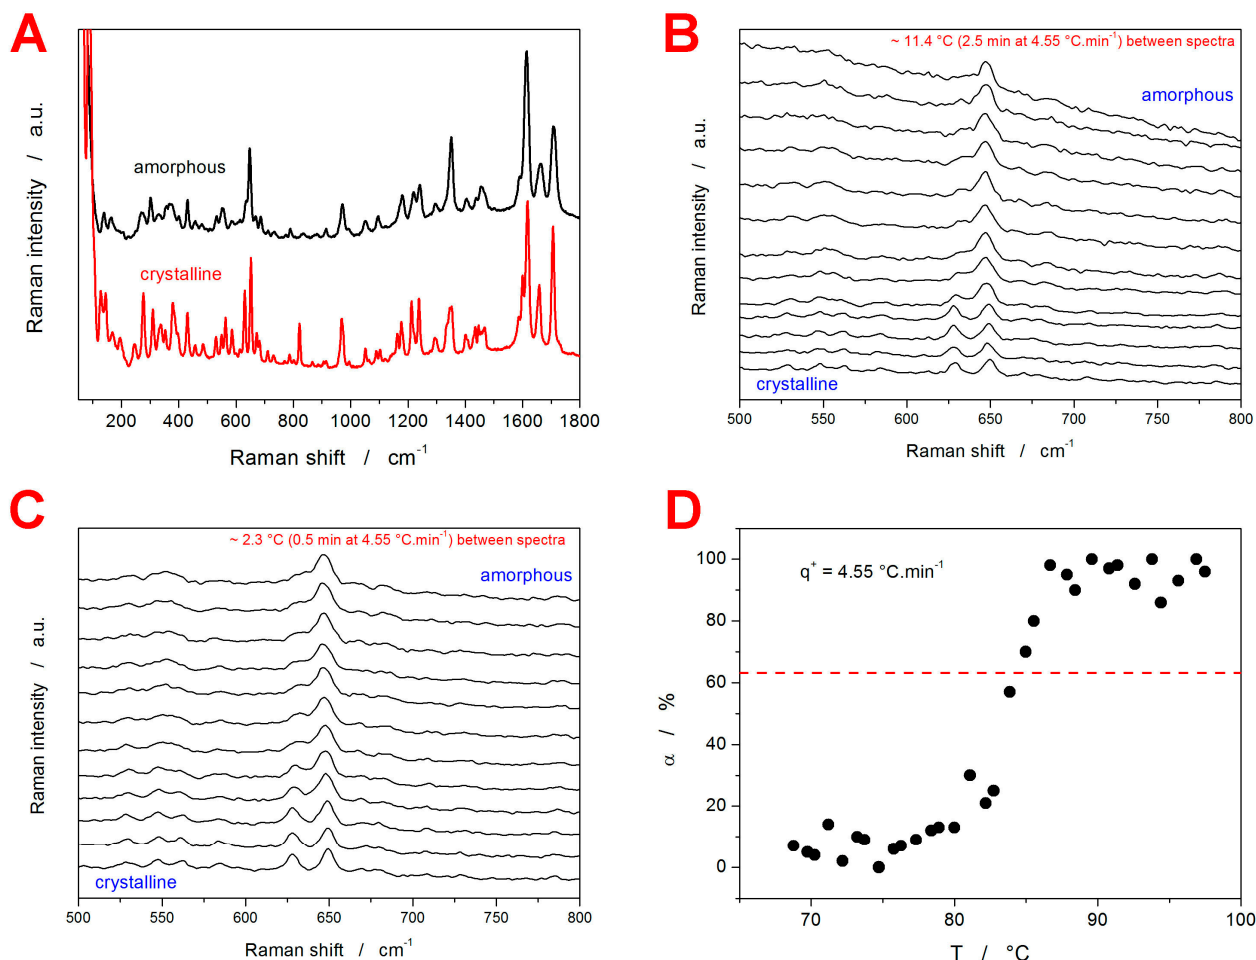 A
amorphous
crystalline
Raman intensity / a.u.
200 400 600 800 1000 1200 1400 1600 1800
Raman shift / cm⁻¹
B
~ 11.4 °C (2.5 min at 4.55 °C.min⁻¹) between spectra
amorphous
crystalline
Raman intensity / a.u.
500 550 600 650 700 750 800
Raman shift / cm⁻¹
C
~ 2.3 °C (0.5 min at 4.55 °C.min⁻¹) between spectra
amorphous
crystalline
Raman intensity / a.u.
500 550 600 650 700 750 800
Raman shift / cm⁻¹
D
q⁺ = 4.55 °C.min⁻¹
100
80
60
40
20
0
α / %
70 80 90 100
T / °C